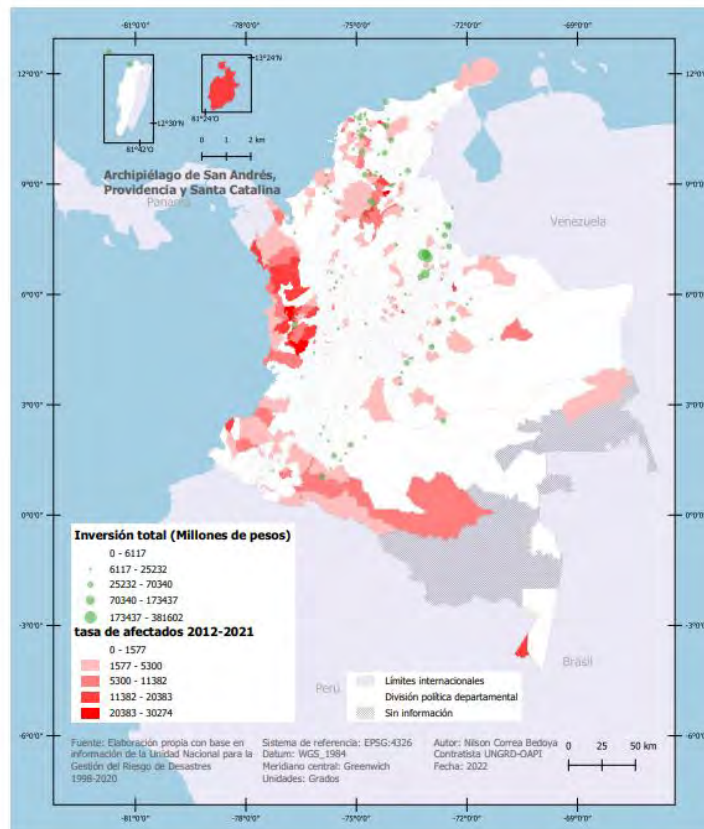 -81°0'0" -78°0'0" -75°0'0" -72°0'0" -69°0'0"
12°0'0" 12°0'0"
13°24'N
12°30'N
81°24'O
81°42'O
0 1 2 km
Archipiélago de San Andrés,
Providencia y Santa Catalina
9°0'0" 9°0'0"
Panamá
Venezuela
6°0'0" 6°0'0"
3°0'0" 3°0'0"
0°0'0" 0°0'0"
Inversión total (Millones de pesos)
0 - 6117
6117 - 25232
25232 - 70340
70340 - 173437
173437 - 381602
tasa de afectados 2012-2021
0 - 1577
1577 - 5300
5300 - 11382
11382 - 20383
20383 - 30274
-3°0'0" -3°0'0"
Perú
Brasil
Límites internacionales
División política departamental
Sin información
-6°0'0" -6°0'0"
Fuente: Elaboración propia con base en
información de la Unidad Nacional para la
Gestión del Riesgo de Desastres
1998-2020
Sistema de referencia: EPSG:4326
Datum: WGS_1984
Meridiano central: Greenwich
Unidades: Grados
Autor: Nilson Correa Bedoya
Contratista UNGRD-OAPI
Fecha: 2022
0 25 50 km
-81°0'0" -78°0'0" -75°0'0" -72°0'0" -69°0'0"